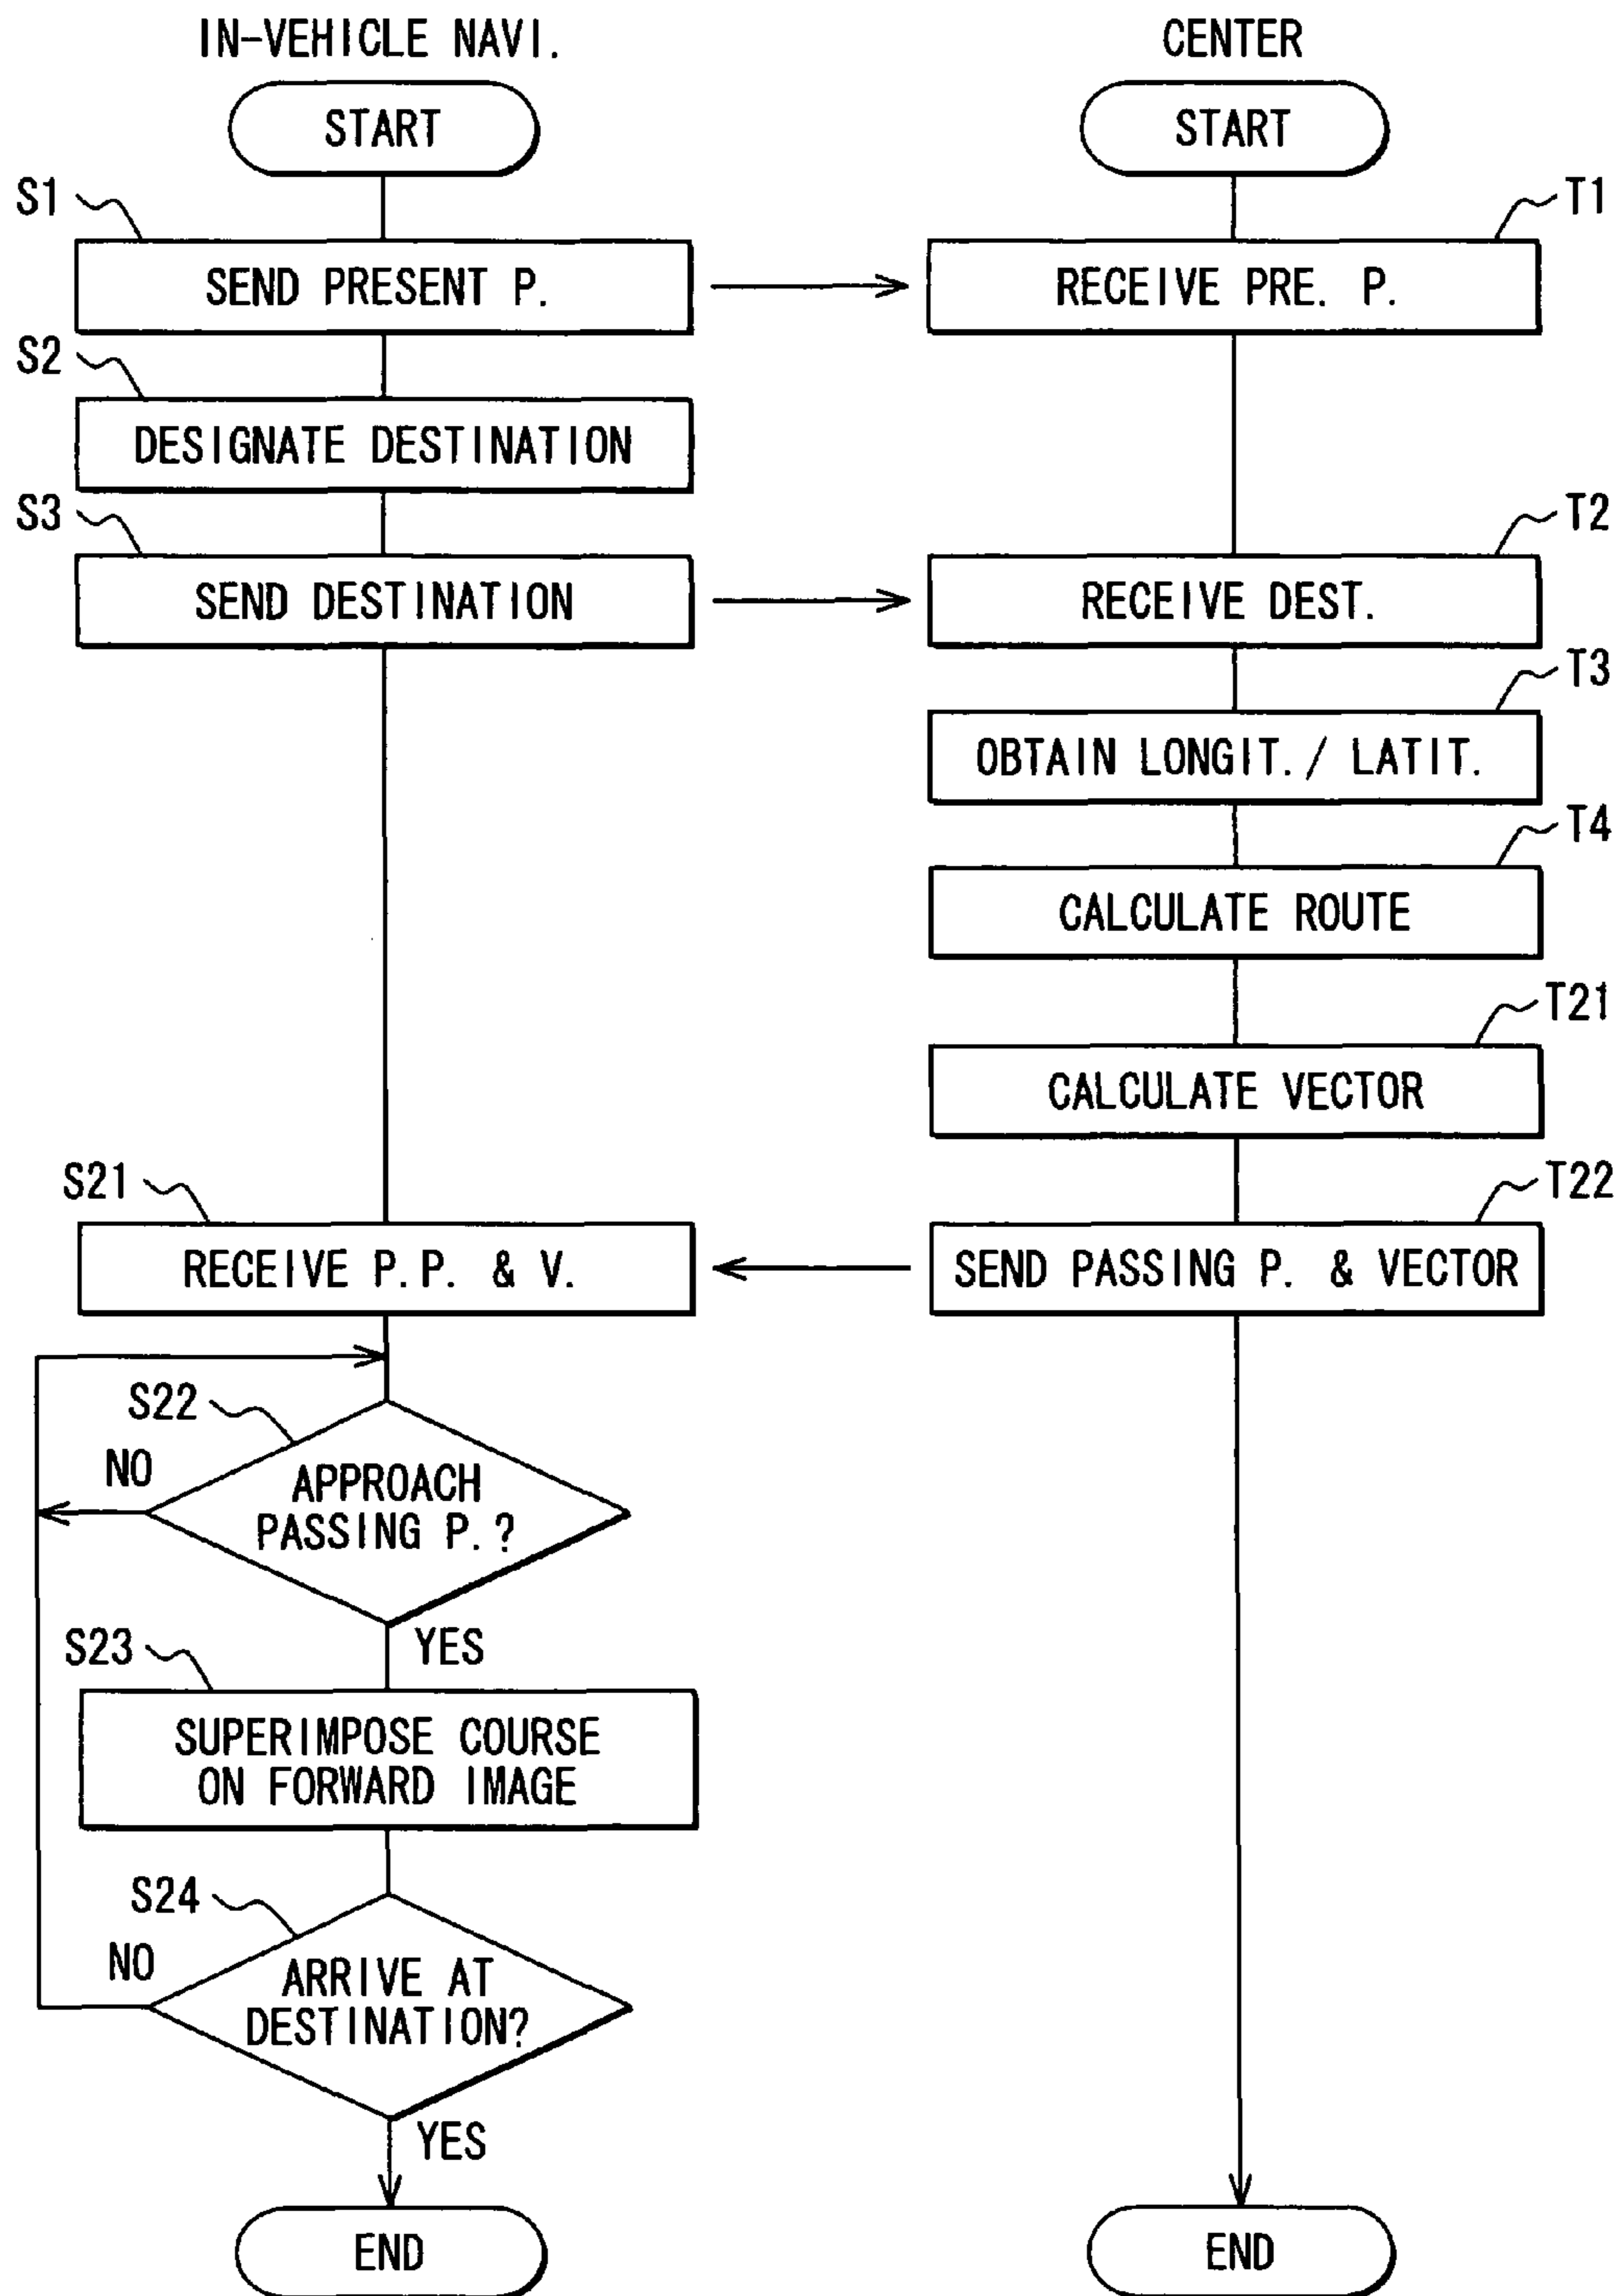 IN-VEHICLE NAVI.
CENTER
START
START
S1
T1
SEND PRESENT P.
RECEIVE PRE. P.
S2
DESIGNATE DESTINATION
S3
T2
SEND DESTINATION
RECEIVE DEST.
T3
OBTAIN LONGIT./ LATIT.
T4
CALCULATE ROUTE
T21
CALCULATE VECTOR
S21
T22
RECEIVE P.P. & V.
SEND PASSING P. & VECTOR
S22
NO
APPROACH
PASSING P.?
YES
S23
SUPERIMPOSE COURSE
ON FORWARD IMAGE
S24
NO
ARRIVE AT
DESTINATION?
YES
END
END